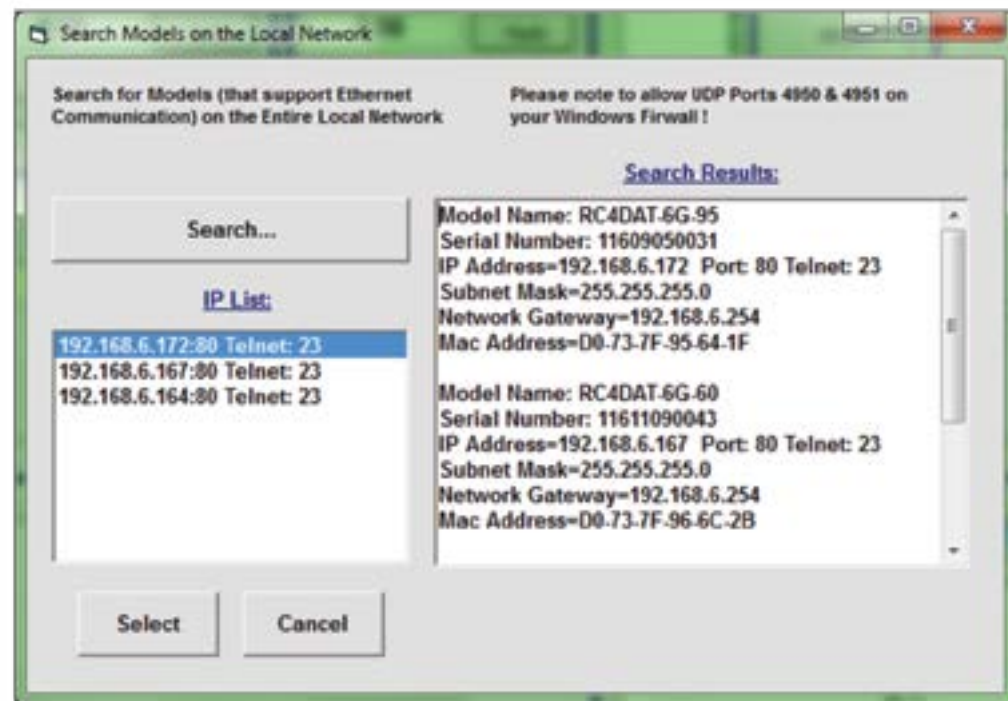 Search Models on the Local Network
Search for Models (that support Ethernet
Communication) on the Entire Local Network
Please note to allow UDP Ports 4950 & 4951 on
your Windows Firwall !
Search...
IP List:
192.168.6.172:80 Telnet: 23
192.168.6.167:80 Telnet: 23
192.168.6.164:80 Telnet: 23
Search Results:
Model Name: RC4DAT-6G-95
Serial Number: 11609050031
IP Address=192.168.6.172 Port: 80 Telnet: 23
Subnet Mask=255.255.255.0
Network Gateway=192.168.6.254
Mac Address=D0-73-7F-95-64-1F
Model Name: RC4DAT-6G-60
Serial Number: 11611090043
IP Address=192.168.6.167 Port: 80 Telnet: 23
Subnet Mask=255.255.255.0
Network Gateway=192.168.6.254
Mac Address=D0-73-7F-96-6C-2B
Select
Cancel